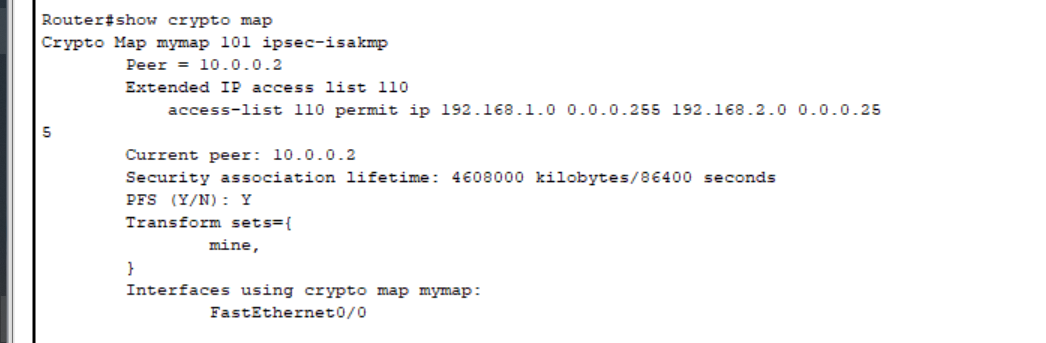 Router#show crypto map
Crypto Map mymap 101 ipsec-isakmp
Peer = 10.0.0.2
Extended IP access list 110
access-list 110 permit ip 192.168.1.0 0.0.0.255 192.168.2.0 0.0.0.25
5
Current peer: 10.0.0.2
Security association lifetime: 4608000 kilobytes/86400 seconds
PFS (Y/N): Y
Transform sets={
mine,
}
Interfaces using crypto map mymap:
FastEthernet0/0